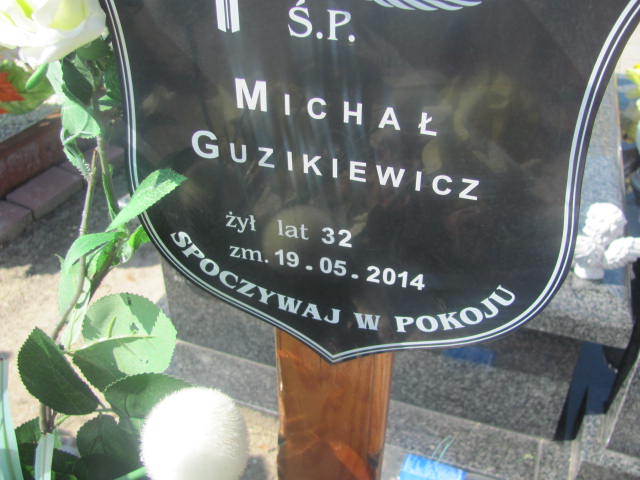 Ś.P.
MICHAŁ
GUZIKIEWICZ
żył lat 32
zm. 19.05.2014
SPOCZYWAJ W POKOJU